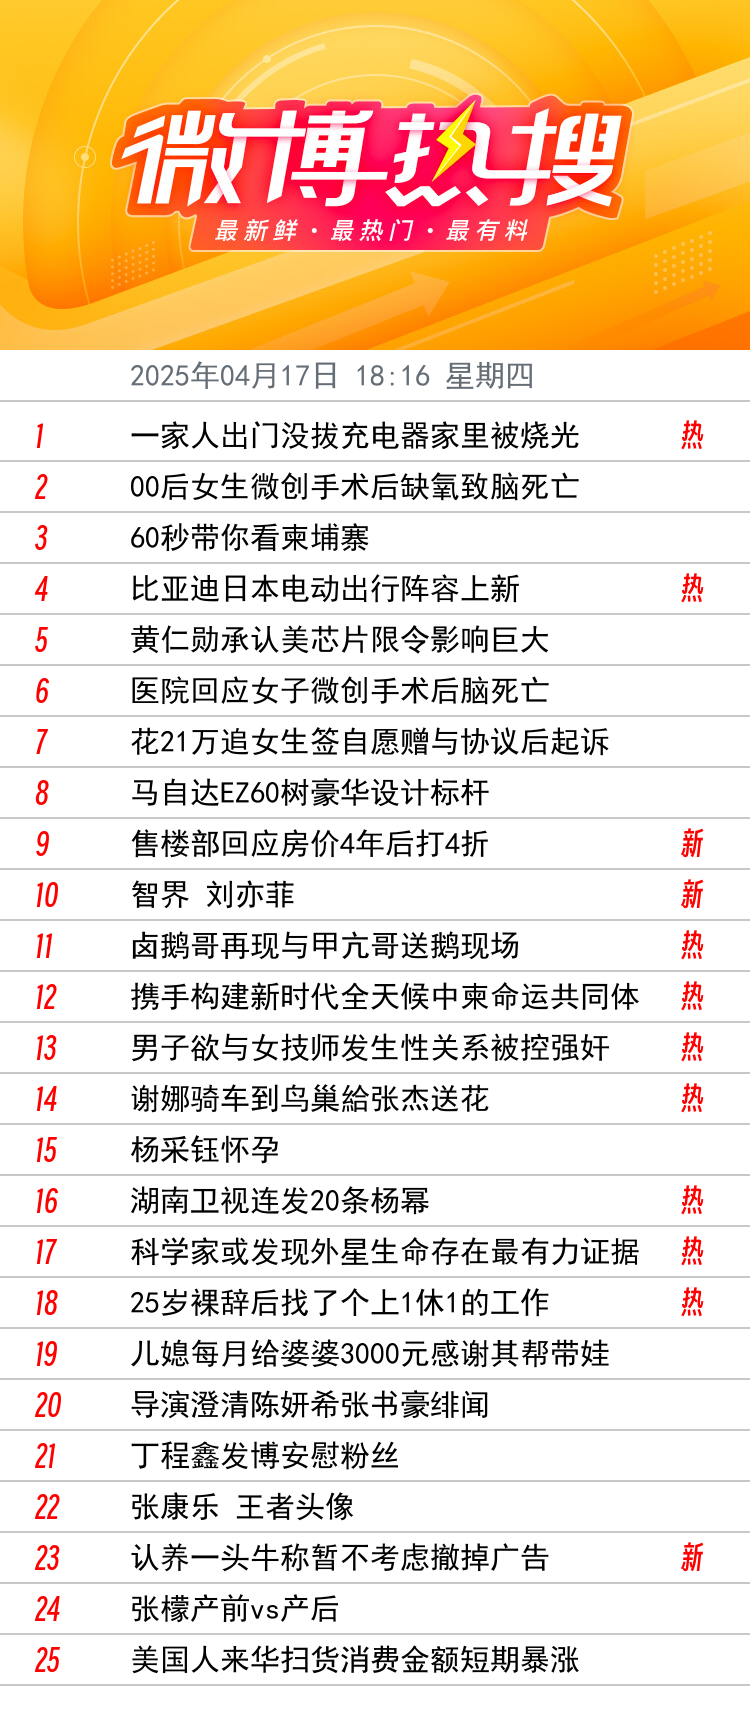 微博热搜
最新鲜·最热门·最有料
2025年04月17日 18:16 星期四
1 一家人出门没拔充电器家里被烧光 热
2 00后女生微创手术后缺氧致脑死亡
3 60秒带你看柬埔寨
4 比亚迪日本电动出行阵容上新 热
5 黄仁勋承认美芯片限令影响巨大
6 医院回应女子微创手术后脑死亡
7 花21万追女生签自愿赠与协议后起诉
8 马自达EZ60树豪华设计标杆
9 售楼部回应房价4年后打4折 新
10 智界 刘亦菲 新
11 卤鹅哥再现与甲亢哥送鹅现场 热
12 携手构建新时代全天候中柬命运共同体 热
13 男子欲与女技师发生性关系被控强奸 热
14 谢娜骑车到鸟巢給张杰送花 热
15 杨采钰怀孕
16 湖南卫视连发20条杨幂 热
17 科学家或发现外星生命存在最有力证据 热
18 25岁裸辞后找了个上1休1的工作 热
19 儿媳每月给婆婆3000元感谢其帮带娃
20 导演澄清陈妍希张书豪绯闻
21 丁程鑫发博安慰粉丝
22 张康乐 王者头像
23 认养一头牛称暂不考虑撤掉广告 新
24 张檬产前vs产后
25 美国人来华扫货消费金额短期暴涨